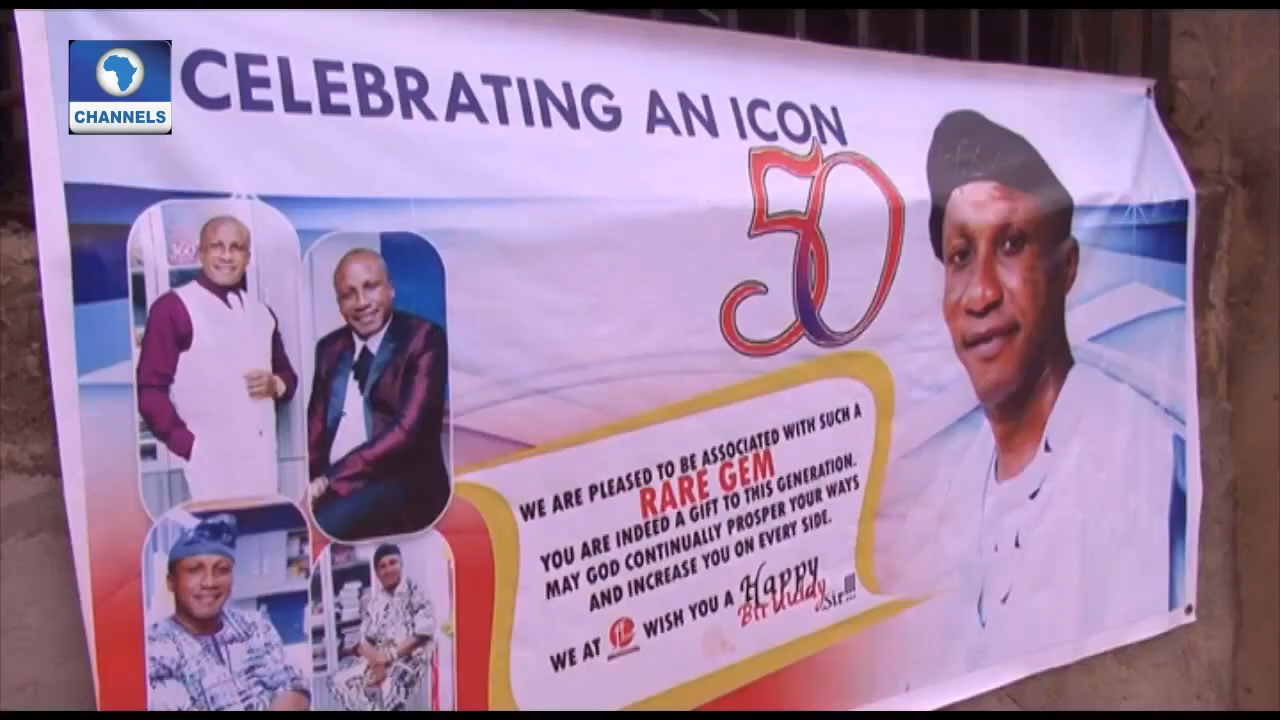 CHANNELS
CELEBRATING AN ICON
50
WE ARE PLEASED TO BE ASSOCIATED WITH SUCH A
RARE GEM
YOU ARE INDEED A GIFT TO THIS GENERATION.
MAY GOD CONTINUALLY PROSPER YOUR WAYS
AND INCREASE YOU ON EVERY SIDE.
WE AT WISH YOU A Happy
Birthday Sir!!!